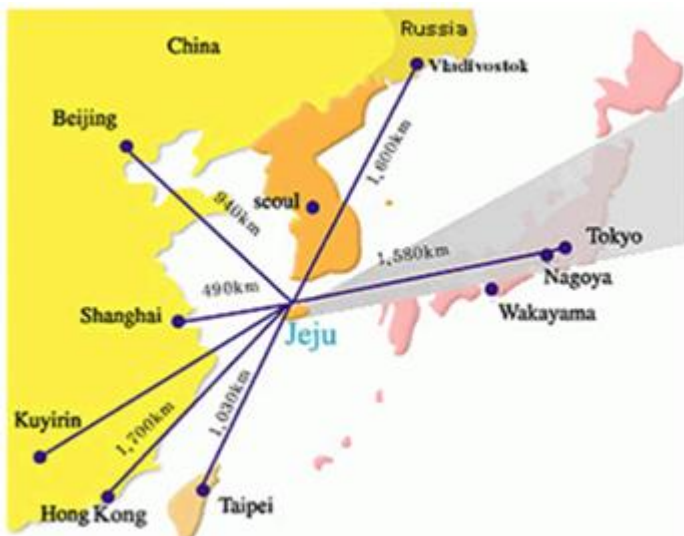 Russia
China
Vladivostok
Beijing
1,600km
940km
seoul
Tokyo
1,580km
Nagoya
490km
Shanghai
Wakayama
Jeju
Kuyirin
1,030km
1,700km
Hong Kong
Taipei